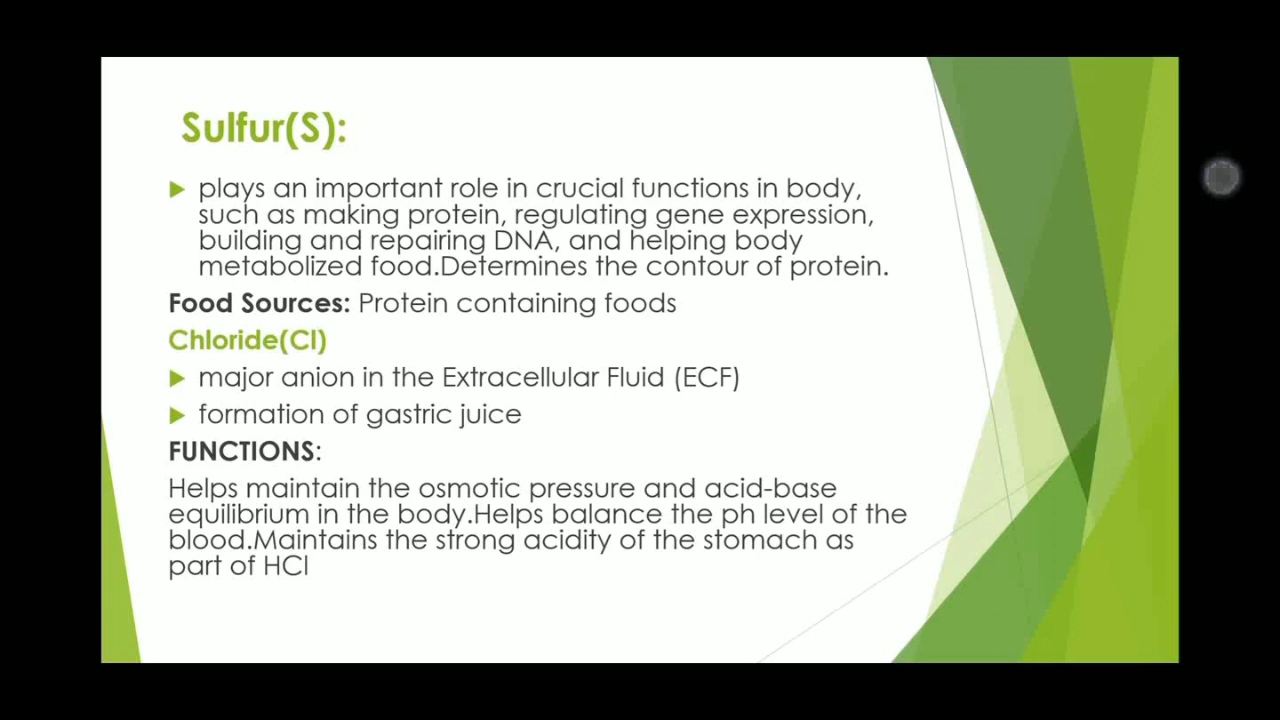 Sulfur(S):
plays an important role in crucial functions in body,
such as making protein, regulating gene expression,
building and repairing DNA, and helping body
metabolized food.Determines the contour of protein.
Food Sources: Protein containing foods
Chloride(Cl)
major anion in the Extracellular Fluid (ECF)
formation of gastric juice
FUNCTIONS:
Helps maintain the osmotic pressure and acid-base
equilibrium in the body.Helps balance the ph level of the
blood.Maintains the strong acidity of the stomach as
part of HCl